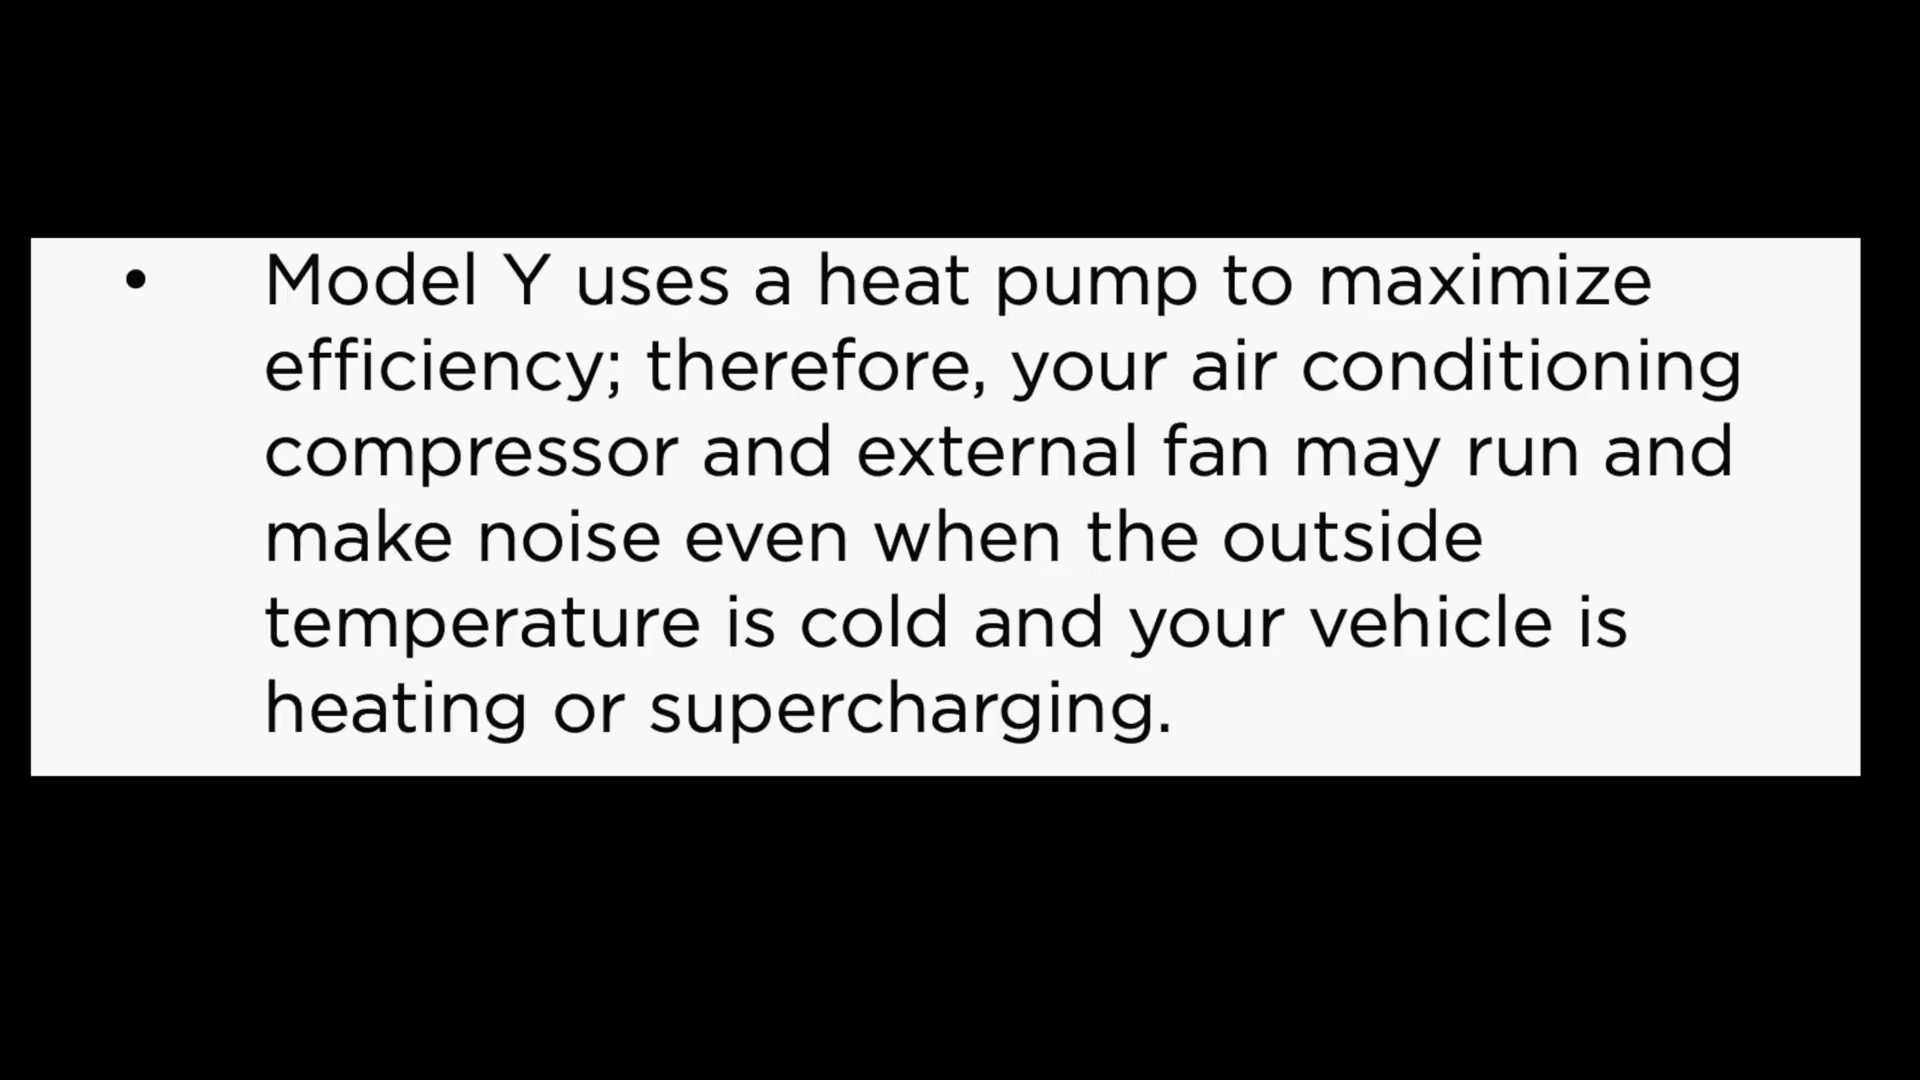 • Model Y uses a heat pump to maximize
efficiency; therefore, your air conditioning
compressor and external fan may run and
make noise even when the outside
temperature is cold and your vehicle is
heating or supercharging.